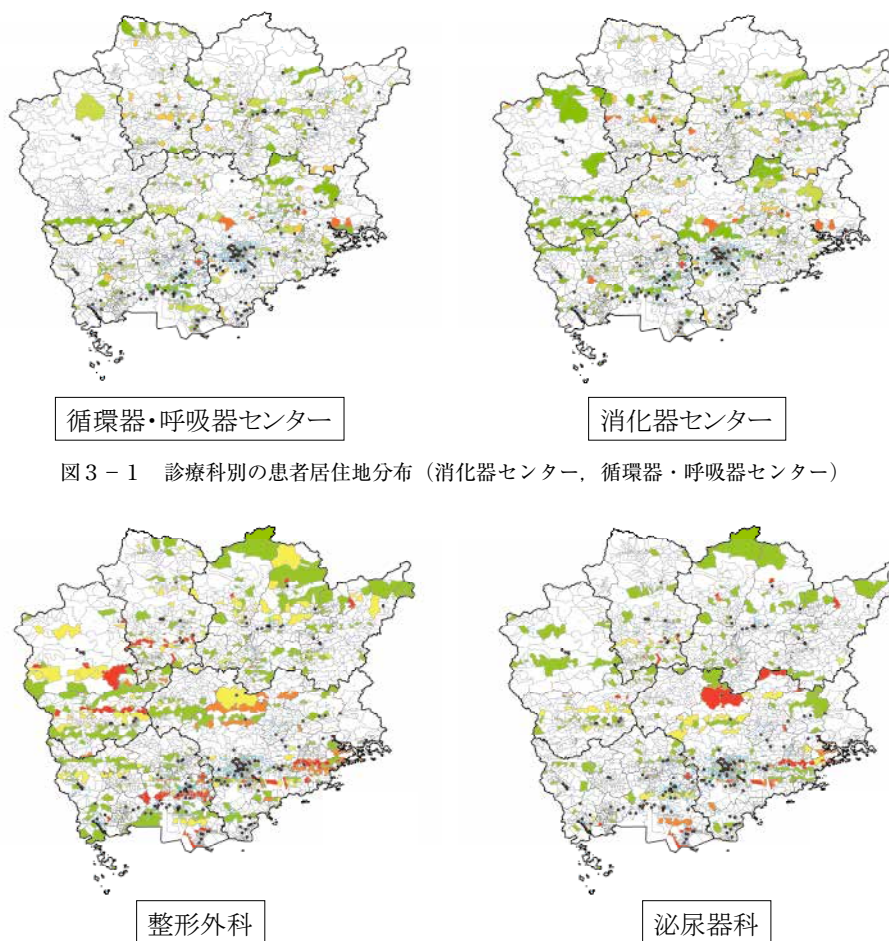 循環器・呼吸器センター
消化器センター
図３－１　診療科別の患者居住地分布（消化器センター，循環器・呼吸器センター）
整形外科
泌尿器科